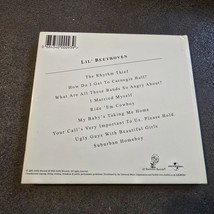 LIL' BEETHOVEN
The Rhythm Thief
How Do I Get To Carnegie Hall?
What Are All These Bands So Angry About?
I Married Myself
Ride 'Em Cowboy
My Baby's Taking Me Home
Your Call's Very Important To Us. Please Hold.
Ugly Guys With Beautiful Girls
Suburban Homeboy
UNIVERSAL